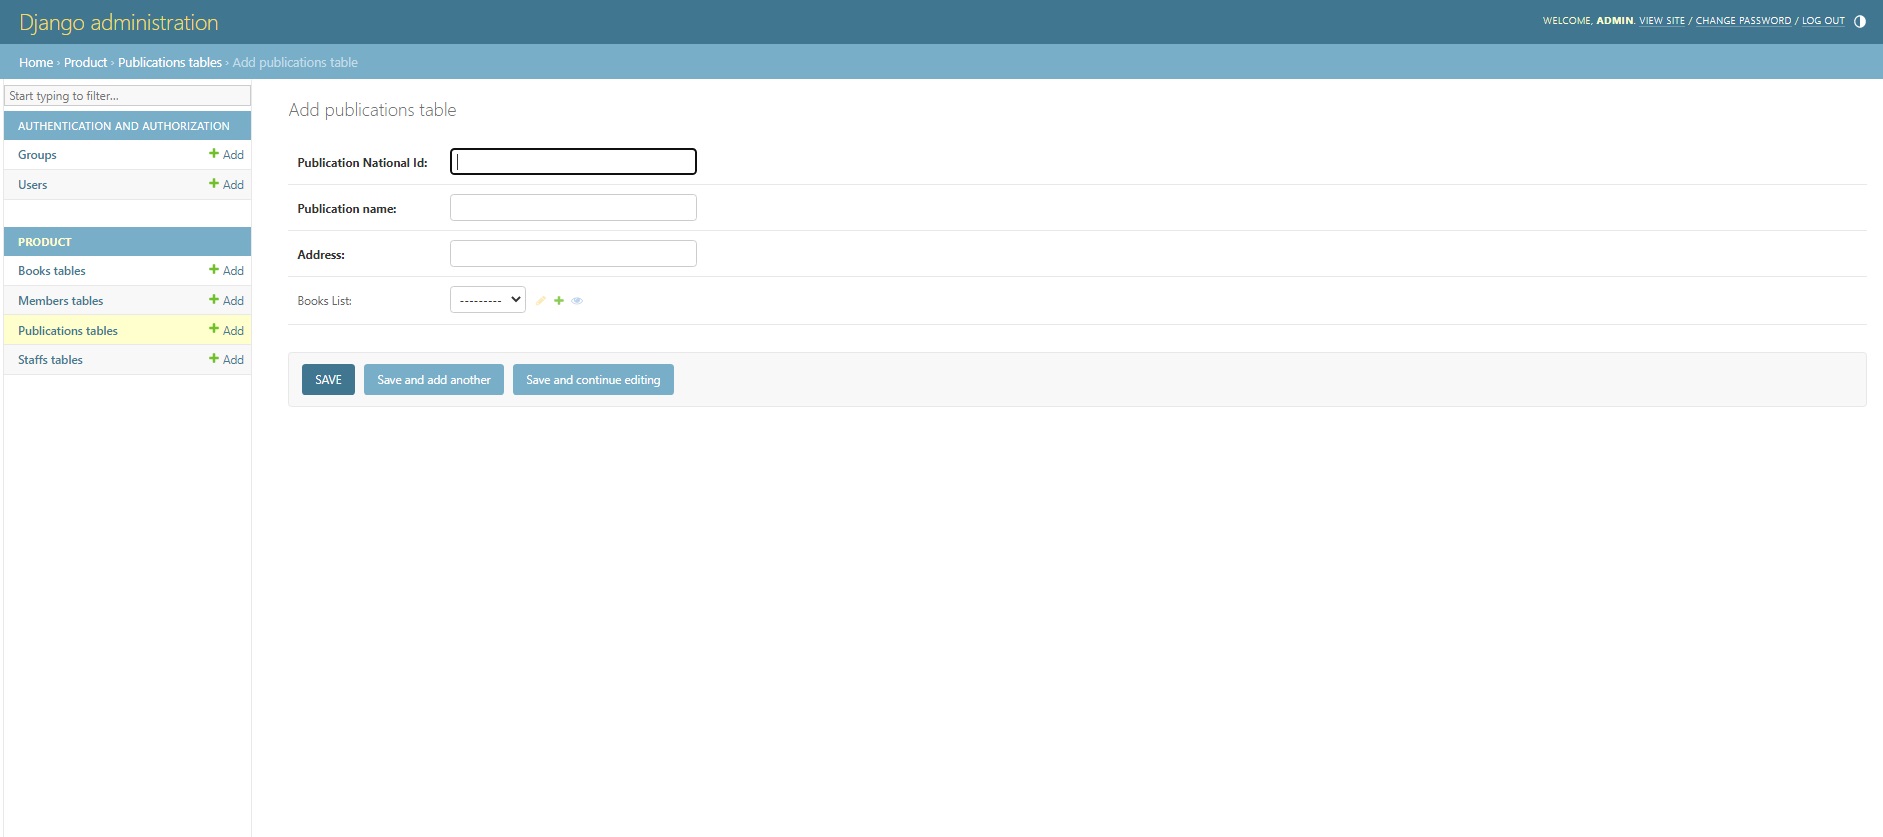 Django administration
WELCOME, ADMIN. VIEW SITE / CHANGE PASSWORD / LOG OUT
Home › Product › Publications tables › Add publications table
Start typing to filter...
AUTHENTICATION AND AUTHORIZATION
Groups Add
Users Add
PRODUCT
Books tables Add
Members tables Add
Publications tables Add
Staffs tables Add
Add publications table
Publication National Id:
Publication name:
Address:
Books List: ---------
SAVE Save and add another Save and continue editing